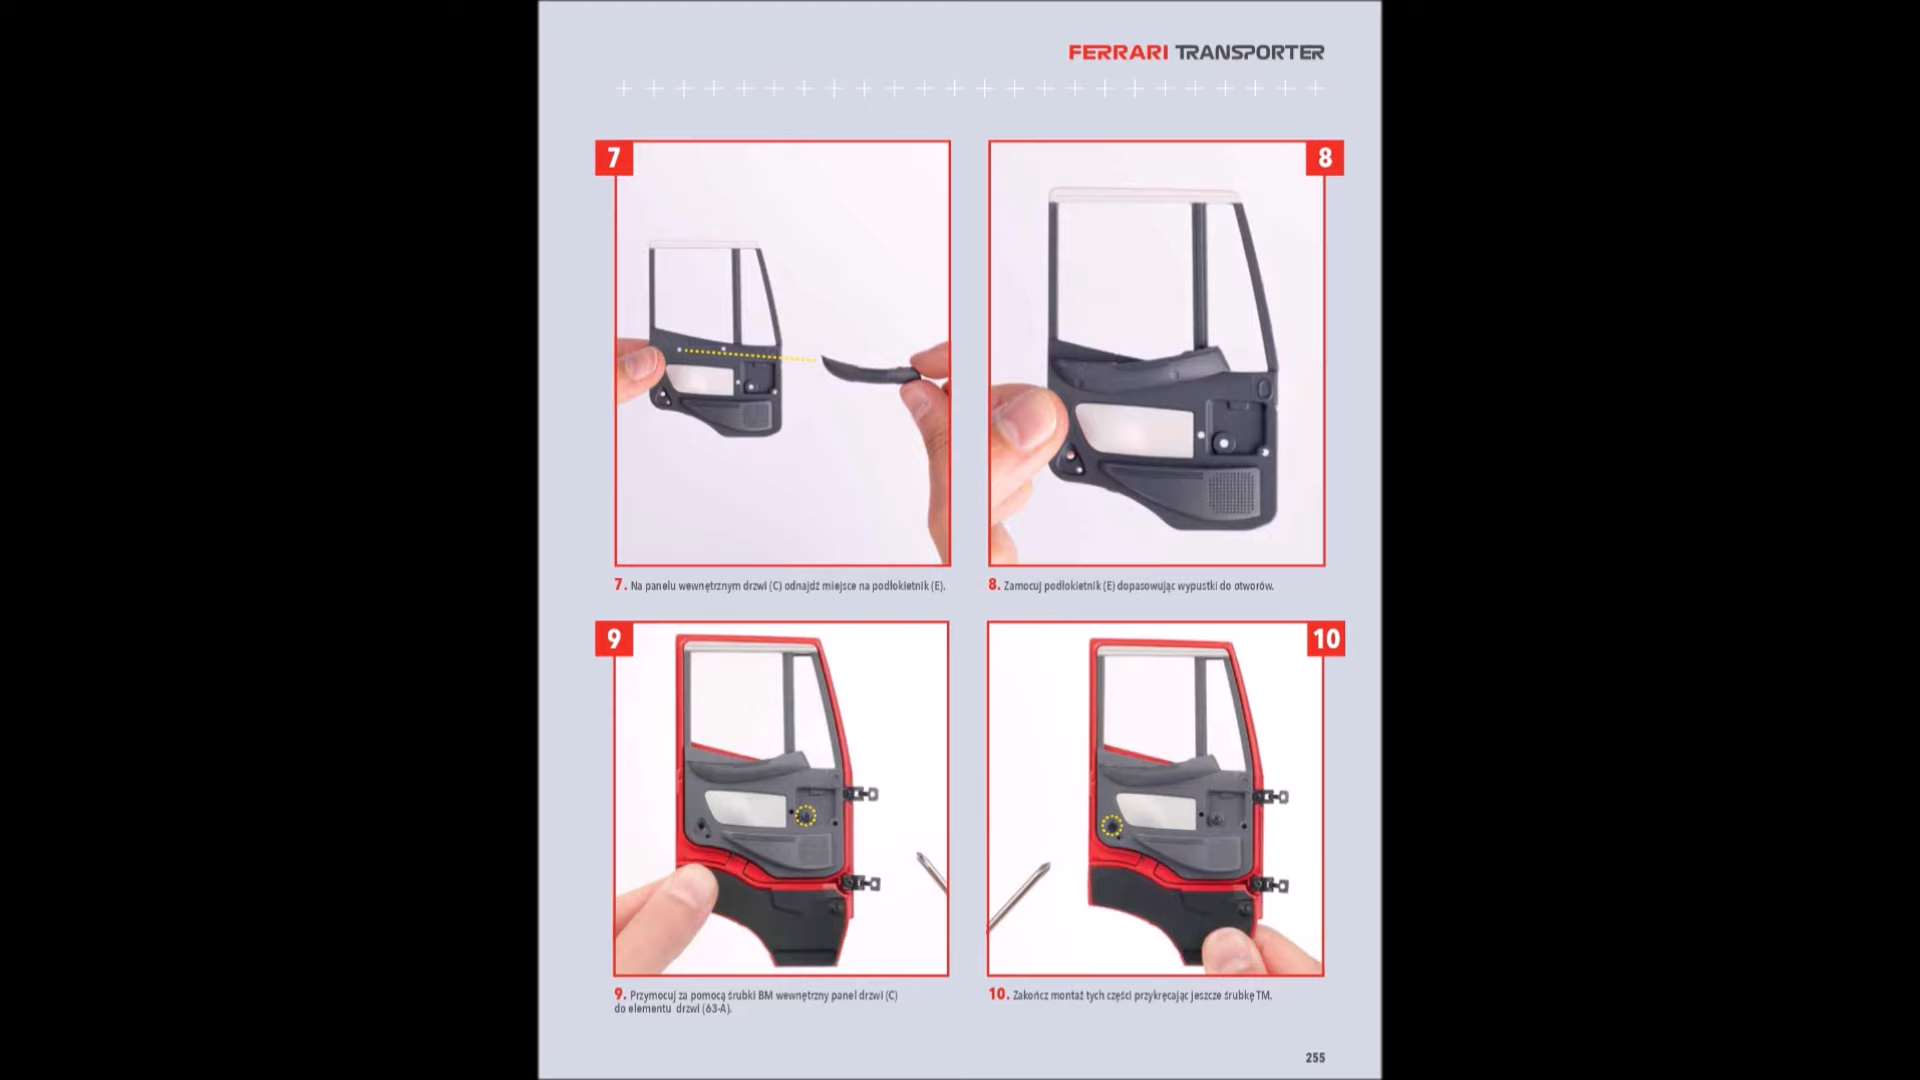 FERRARI TRANSPORTER
7
8
7. Na panelu wewnętrznym drzwi (C) odnajdź miejsce na podłokietnik (E).
8. Zamocuj podłokietnik (E) dopasowując wypustki do otworów.
9
10
9. Przymocuj za pomocą śrubki BM wewnętrzny panel drzwi (C)
do elementu drzwi (63-A).
10. Zakończ montaż tych części przykręcając jeszcze śrubkę TM.
255